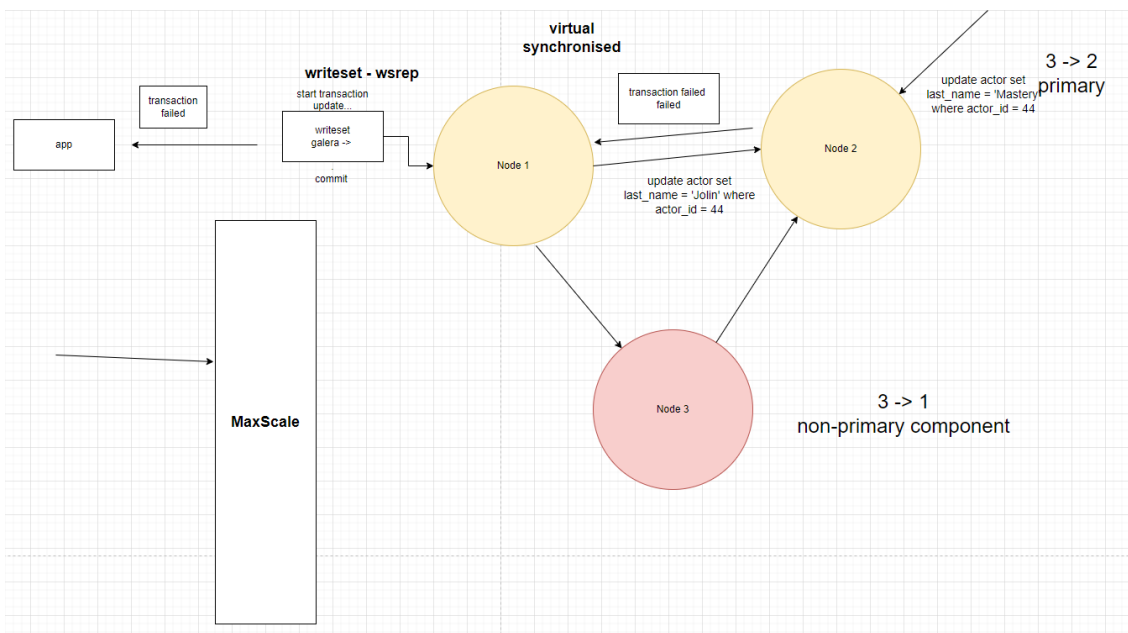 virtual
synchronised
writeset - wsrep
start transaction
update...
transaction
failed
app
writeset
galera ->
commit
Node 1
transaction failed
failed
update actor set
last_name = 'Jolin' where
actor_id = 44
Node 2
update actor set
last_name = 'Mastery'
where actor_id = 44
3 -> 2
primary
MaxScale
Node 3
3 -> 1
non-primary component